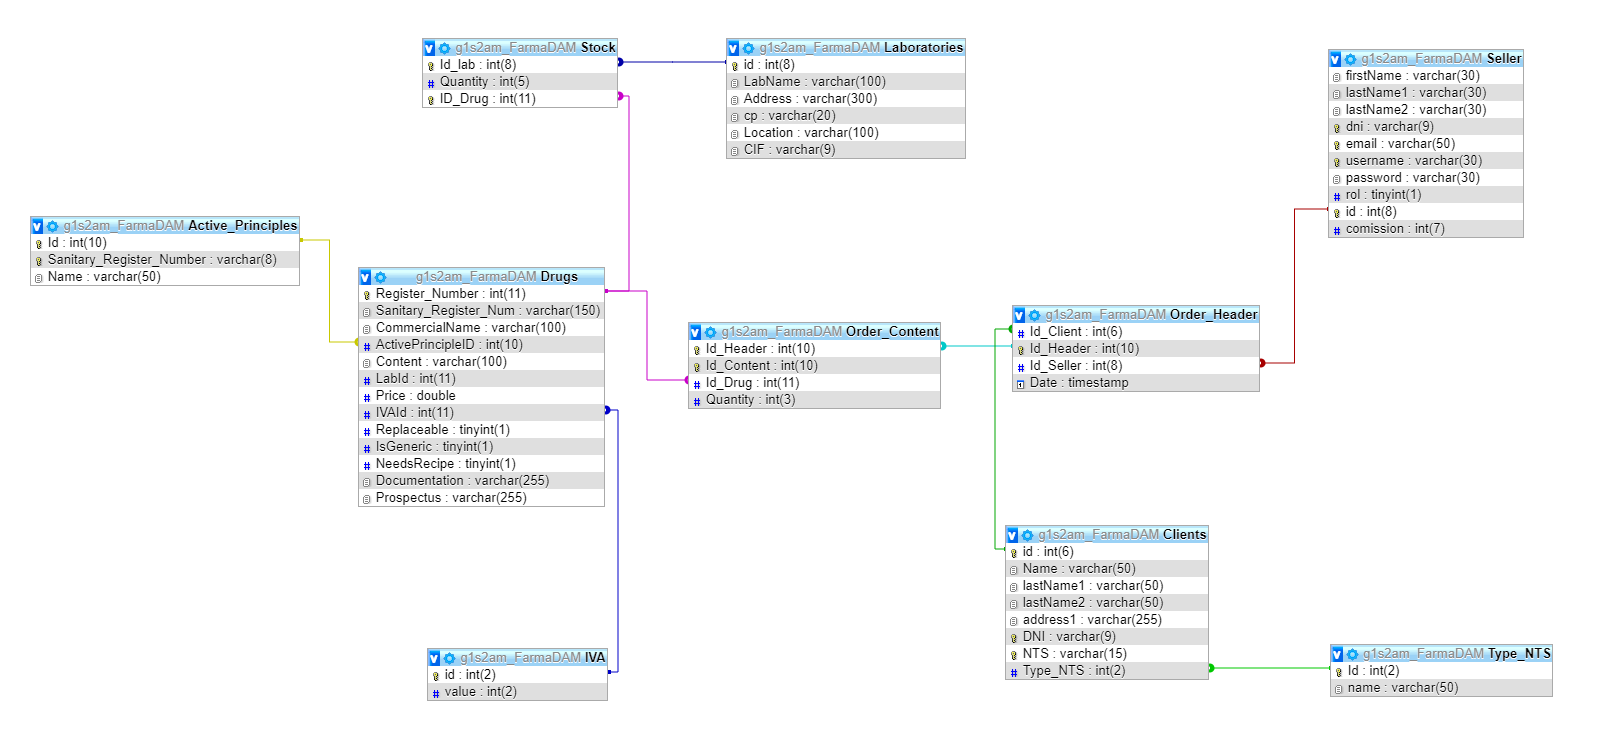 g1s2am_FarmaDAM Stock
Id_lab : int(8)
Quantity : int(5)
ID_Drug : int(11)
g1s2am_FarmaDAM Laboratories
id : int(8)
LabName : varchar(100)
Address : varchar(300)
cp : varchar(20)
Location : varchar(100)
CIF : varchar(9)
g1s2am_FarmaDAM Seller
firstName : varchar(30)
lastName1 : varchar(30)
lastName2 : varchar(30)
dni : varchar(9)
email : varchar(50)
username : varchar(30)
password : varchar(30)
rol : tinyint(1)
id : int(8)
comission : int(7)
g1s2am_FarmaDAM Active_Principles
Id : int(10)
Sanitary_Register_Number : varchar(8)
Name : varchar(50)
g1s2am_FarmaDAM Drugs
Register_Number : int(11)
Sanitary_Register_Num : varchar(150)
CommercialName : varchar(100)
ActivePrincipleID : int(10)
Content : varchar(100)
LabId : int(11)
Price : double
IVAId : int(11)
Replaceable : tinyint(1)
IsGeneric : tinyint(1)
NeedsRecipe : tinyint(1)
Documentation : varchar(255)
Prospectus : varchar(255)
g1s2am_FarmaDAM Order_Content
Id_Header : int(10)
Id_Content : int(10)
Id_Drug : int(11)
Quantity : int(3)
g1s2am_FarmaDAM Order_Header
Id_Client : int(6)
Id_Header : int(10)
Id_Seller : int(8)
Date : timestamp
g1s2am_FarmaDAM Clients
id : int(6)
Name : varchar(50)
lastName1 : varchar(50)
lastName2 : varchar(50)
address1 : varchar(255)
DNI : varchar(9)
NTS : varchar(15)
Type_NTS : int(2)
g1s2am_FarmaDAM IVA
id : int(2)
value : int(2)
g1s2am_FarmaDAM Type_NTS
Id : int(2)
name : varchar(50)